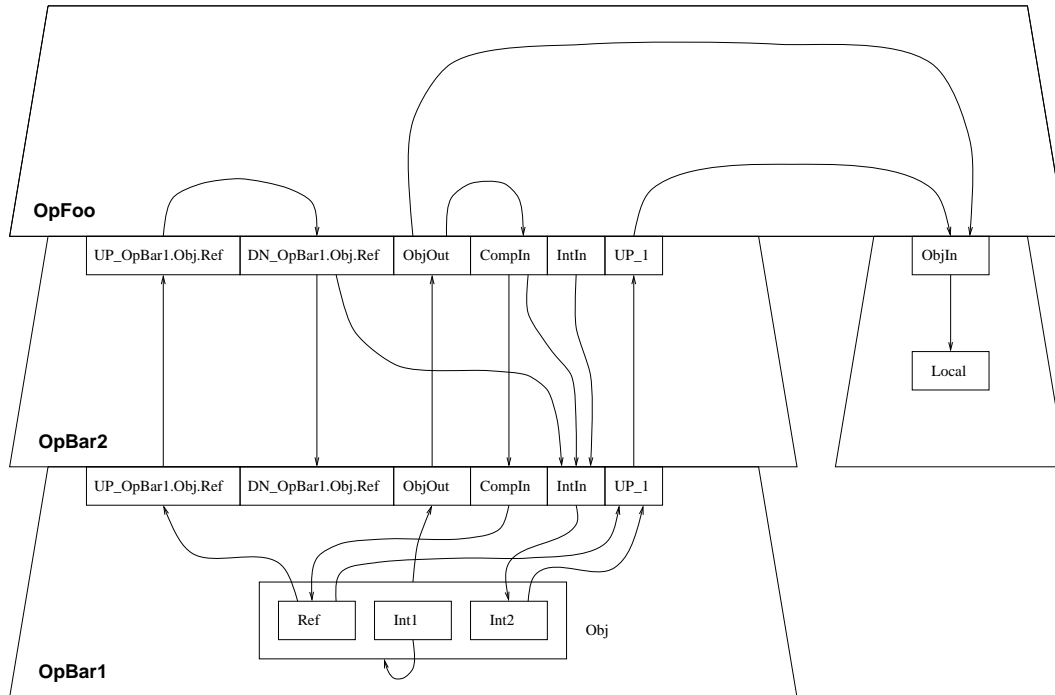 OpFoo
UP_OpBar1.Obj.Ref DN_OpBar1.Obj.Ref ObjOut CompIn IntIn UP_1 ObjIn
Local
OpBar2
UP_OpBar1.Obj.Ref DN_OpBar1.Obj.Ref ObjOut CompIn IntIn UP_1
Ref Int1 Int2 Obj
OpBar1